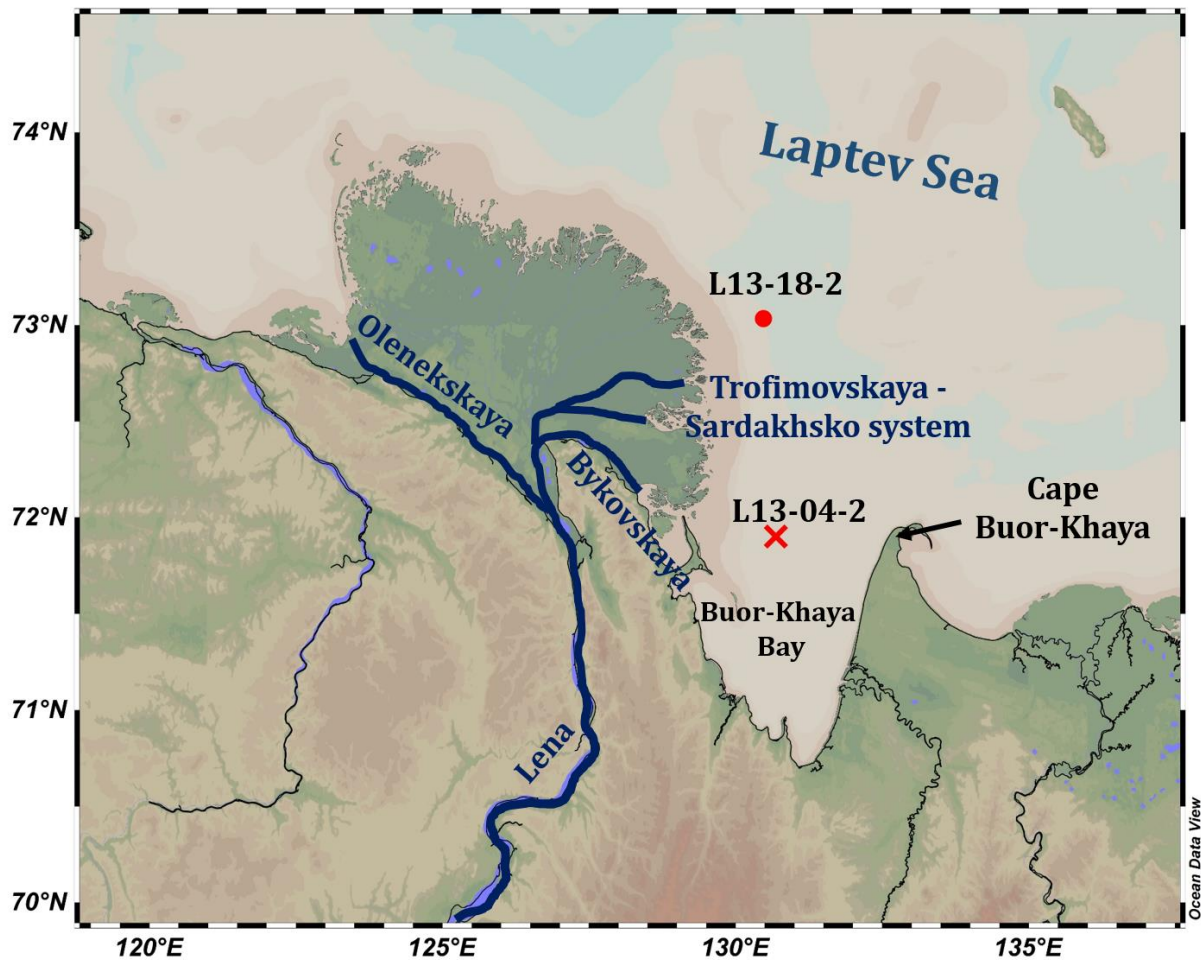 74°N
Laptev Sea
L13-18-2
73°N
Olenekskaya
Trofimovskaya -
Sardakhsko system
Bykovskaya
72°N
L13-04-2
Cape
Buor-Khaya
Buor-Khaya
Bay
71°N
Lena
70°N
120°E
125°E
130°E
135°E
Ocean Data View